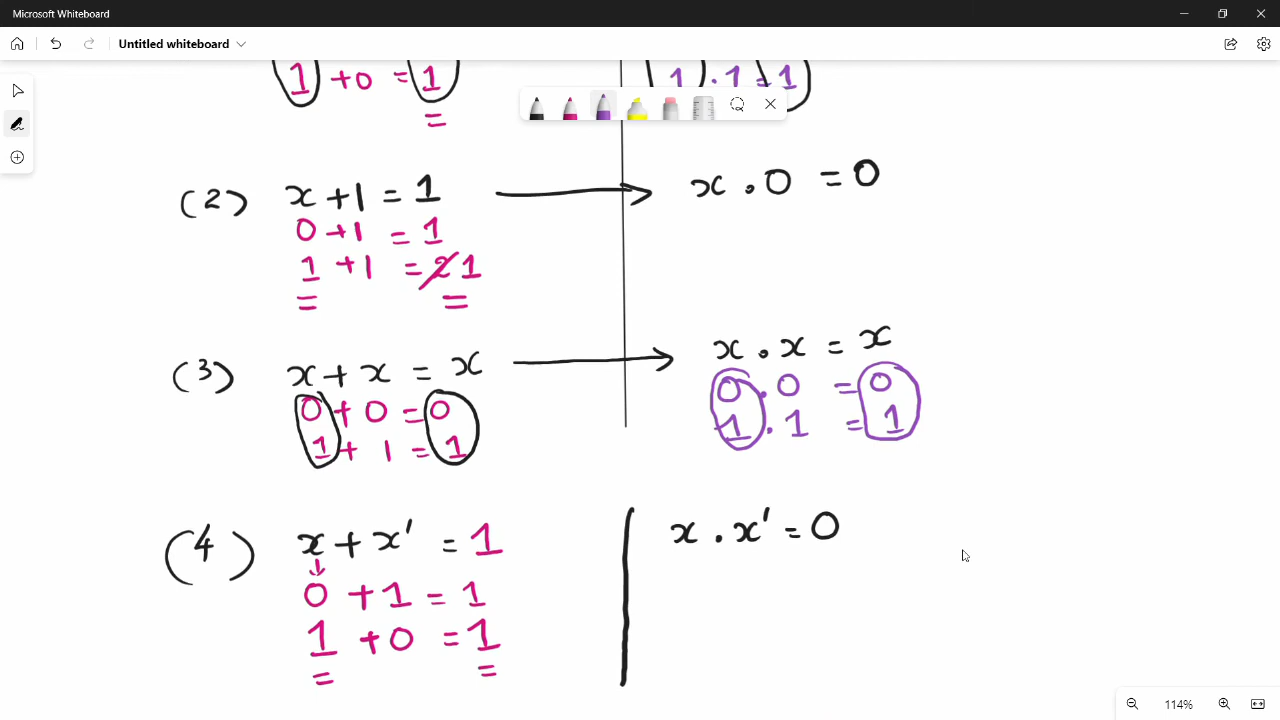 Microsoft Whiteboard
Untitled whiteboard
1 + 0 = 1
1 . 1 = 1
(2) x + 1 = 1
x . 0 = 0
0 + 1 = 1
1 + 1 = 2 1
(3) x + x = x
x . x = x
0 + 0 = 0
0 . 0 = 0
1 + 1 = 1
1 . 1 = 1
(4) x + x' = 1
x . x' = 0
0 + 1 = 1
1 + 0 = 1
114%